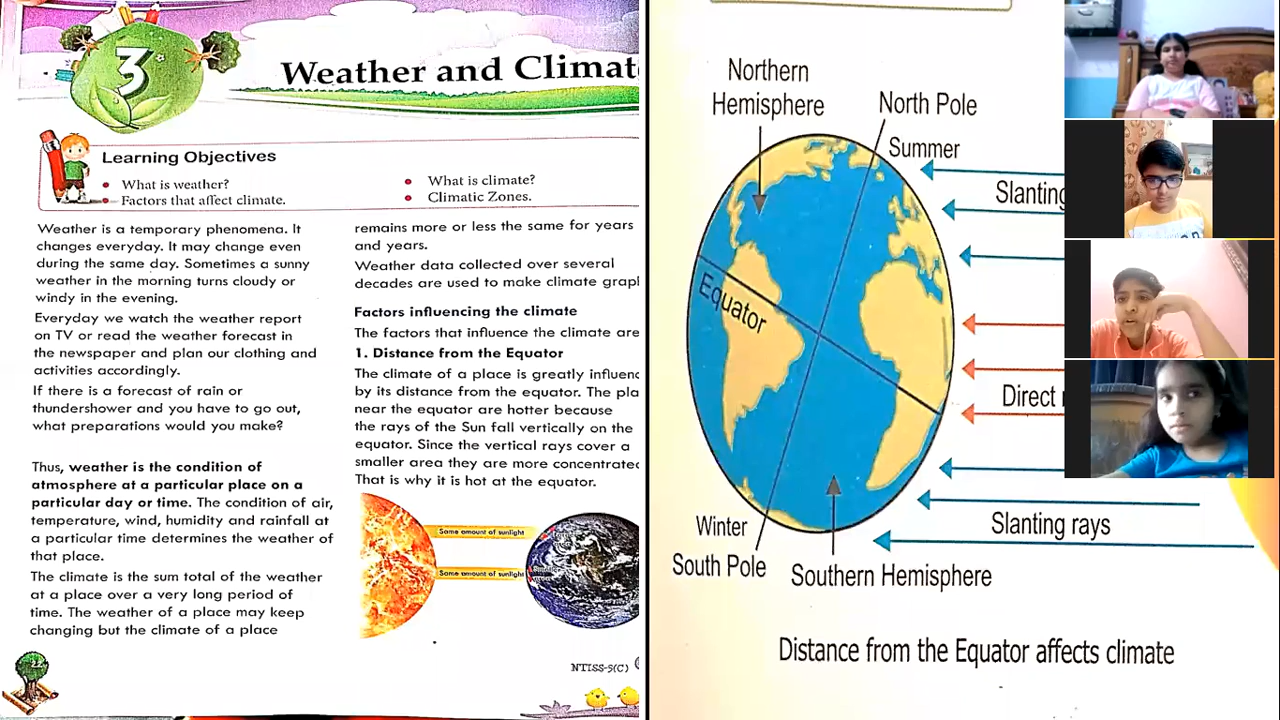 3
Weather and Climat
Learning Objectives
What is weather?
Factors that affect climate.
What is climate?
Climatic Zones.
Weather is a temporary phenomena. It
changes everyday. It may change even
during the same day. Sometimes a sunny
weather in the morning turns cloudy or
windy in the evening.
Everyday we watch the weather report
on TV or read the weather forecast in
the newspaper and plan our clothing and
activities accordingly.
If there is a forecast of rain or
thundershower and you have to go out,
what preparations would you make?
Thus, weather is the condition of
atmosphere at a particular place on a
particular day or time. The condition of air,
temperature, wind, humidity and rainfall at
a particular time determines the weather of
that place.
The climate is the sum total of the weather
at a place over a very long period of
time. The weather of a place may keep
changing but the climate of a place
remains more or less the same for years
and years.
Weather data collected over several
decades are used to make climate grapl
Factors influencing the climate
The factors that influence the climate are
1. Distance from the Equator
The climate of a place is greatly influenc
by its distance from the equator. The pla
near the equator are hotter because
the rays of the Sun fall vertically on the
equator. Since the vertical rays cover a
smaller area they are more concentrated
That is why it is hot at the equator.
Same amount of sunlight
Same amount of sunlight
22
NTISS-5(C)
Northern
Hemisphere
North Pole
Summer
Slanting
Equator
Direct
Winter
South Pole
Slanting rays
Southern Hemisphere
Distance from the Equator affects climate